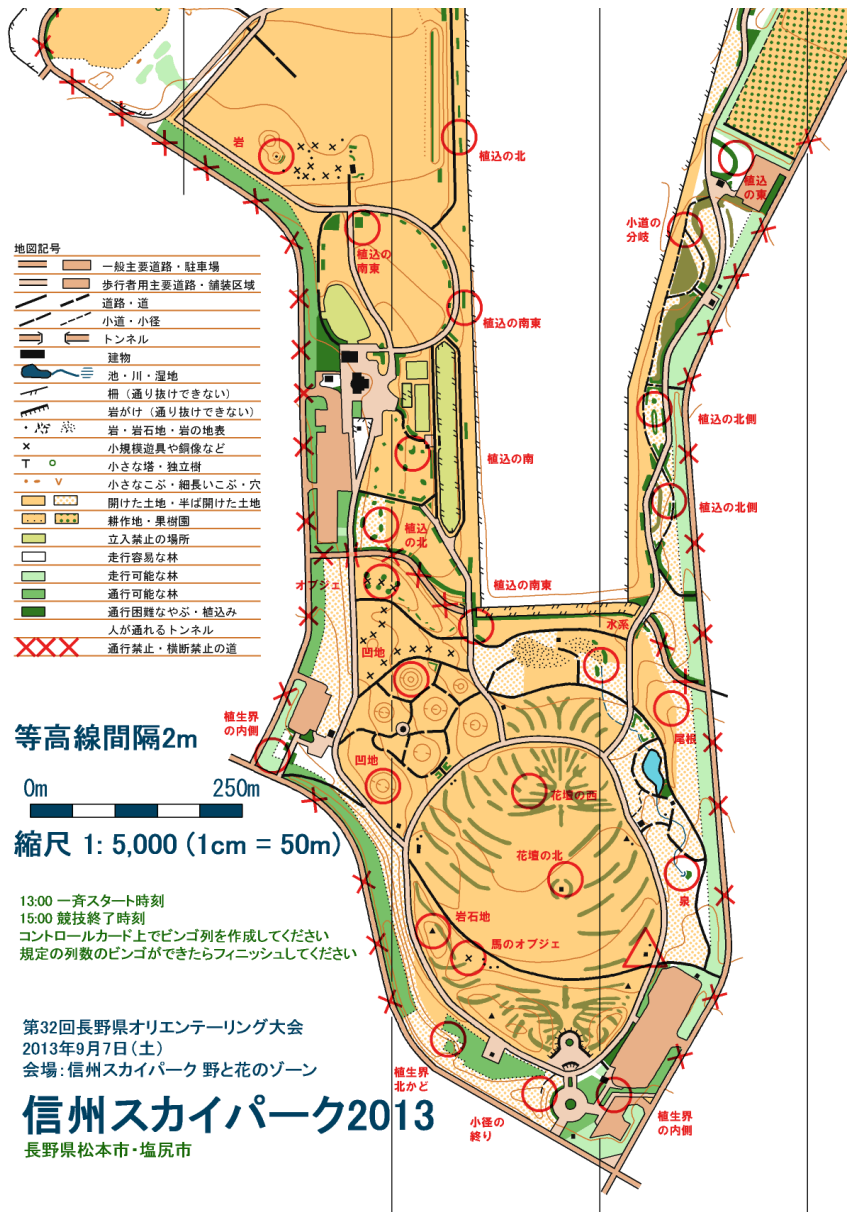 岩
植込の北
植込
の東
小道の
分岐
植込の
南東
植込の南東
地図記号
一般主要道路・駐車場
歩行者用主要道路・舗装区域
道路・道
小道・小径
トンネル
建物
池・川・湿地
柵（通り抜けできない）
岩がけ（通り抜けできない）
岩・岩石地・岩の地表
小規模遊具や銅像など
小さな塔・独立樹
小さなこぶ・細長いこぶ・穴
開けた土地・半ば開けた土地
耕作地・果樹園
立入禁止の場所
走行容易な林
走行可能な林
通行可能な林
通行困難なやぶ・植込み
人が通れるトンネル
通行禁止・横断禁止の道
植込の北側
植込の南
植込の北側
植込
の北
オブジェ
植込の南東
水系
凹地
植生界
の内側
尾根
凹地
花壇の西
等高線間隔2m
0m 250m
縮尺 1: 5,000 (1cm = 50m)
花壇の北
泉
13:00 一斉スタート時刻
15:00 競技終了時刻
コントロールカード上でビンゴ列を作成してください
規定の列数のビンゴができたらフィニッシュしてください
岩石地
馬のオブジェ
第32回長野県オリエンテーリング大会
2013年9月7日（土）
会場：信州スカイパーク 野と花のゾーン
信州スカイパーク2013
長野県松本市・塩尻市
植生界
北かど
小径の
終り
植生界
の内側